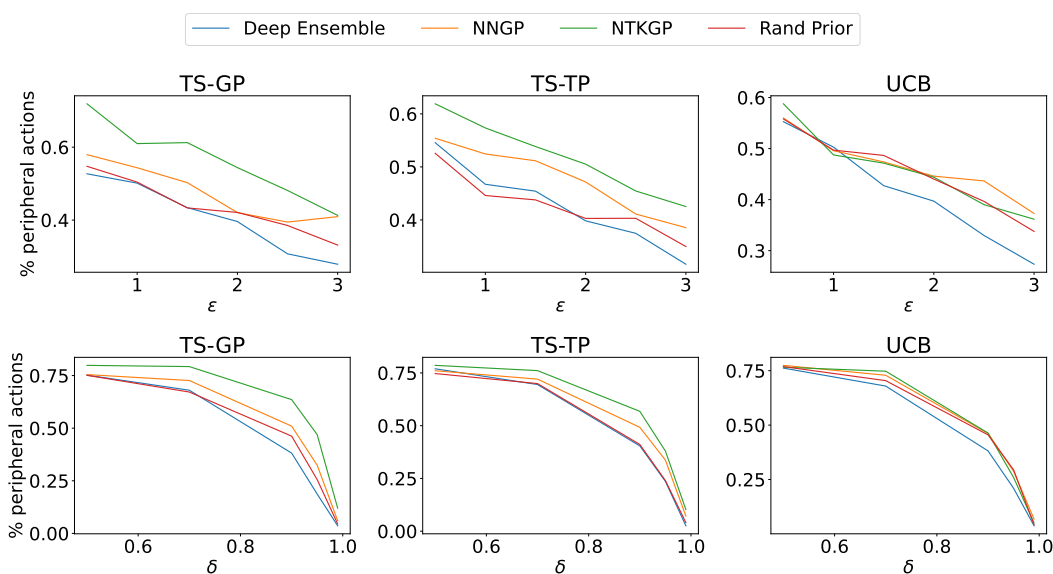 Deep Ensemble NNGP NTKGP Rand Prior
TS-GP TS-TP UCB
% peripheral actions
0.6
0.4
1 2 3
ε
0.6
0.5
0.4
1 2 3
ε
0.6
0.5
0.4
0.3
1 2 3
ε
TS-GP TS-TP UCB
% peripheral actions
0.75
0.50
0.25
0.00
0.6 0.8 1.0
δ
0.75
0.50
0.25
0.00
0.6 0.8 1.0
δ
0.75
0.50
0.25
0.6 0.8 1.0
δ